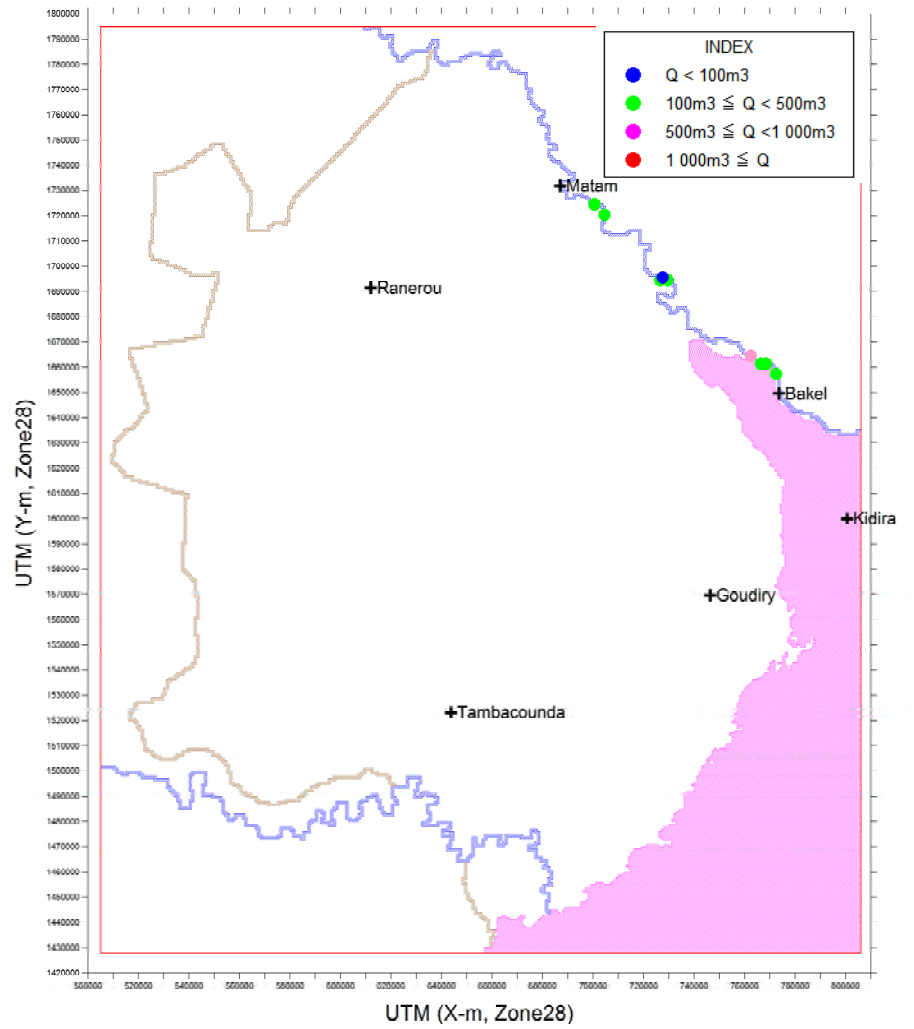 1800000
1790000
1780000
1770000
1760000
1750000
1740000
1730000
1720000
1710000
1700000
1690000
1680000
1670000
1660000
1650000
1640000
1630000
1620000
1610000
1600000
1590000
1580000
1570000
1560000
1550000
1540000
1530000
1520000
1510000
1500000
1490000
1480000
1470000
1460000
1450000
1440000
1430000
1420000
UTM (Y-m, Zone28)
INDEX
Q < 100m3
100m3 ≦ Q < 500m3
500m3 ≦ Q <1 000m3
1 000m3 ≦ Q
Matam
Ranerou
Bakel
Kidira
Goudiry
Tambacounda
500000 520000 540000 560000 580000 600000 620000 640000 660000 680000 700000 720000 740000 760000 780000 800000
UTM (X-m, Zone28)